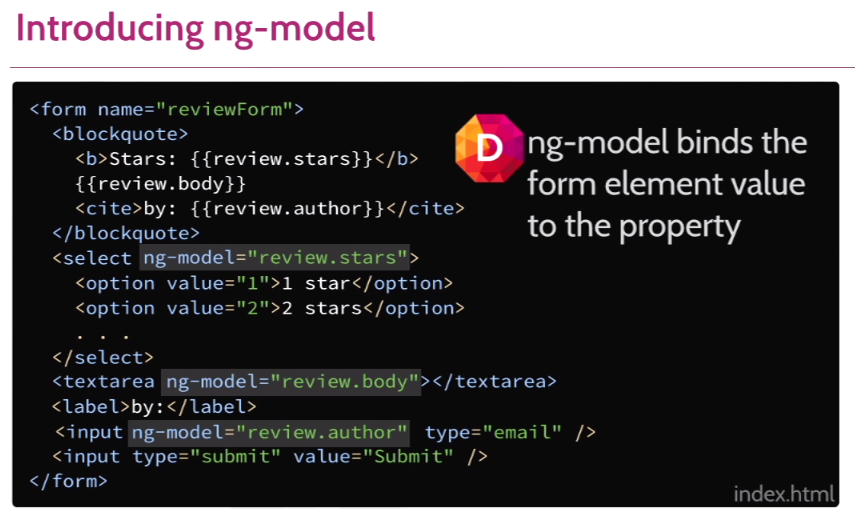 Introducing ng-model
<form name="reviewForm">
<blockquote>
<b>Stars: {{review.stars}}</b>
{{review.body}}
<cite>by: {{review.author}}</cite>
</blockquote>
<select ng-model="review.stars">
<option value="1">1 star</option>
<option value="2">2 stars</option>
. . .
</select>
<textarea ng-model="review.body"></textarea>
<label>by:</label>
<input ng-model="review.author" type="email" />
<input type="submit" value="Submit" />
</form>
D
ng-model binds the
form element value
to the property
index.html